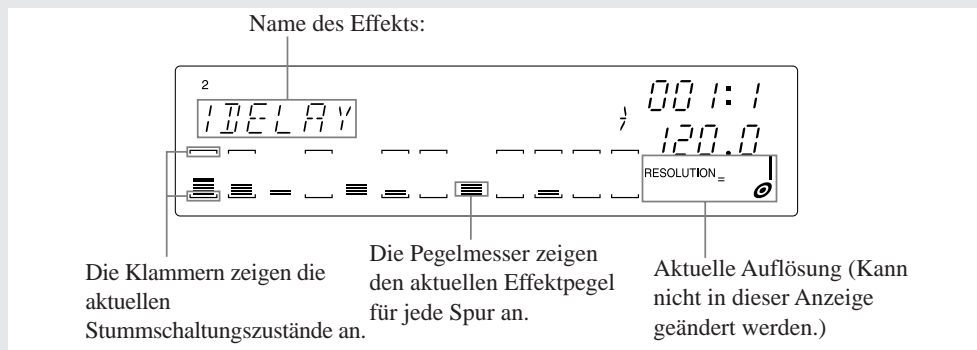 Name des Effekts:
2
1DELAY
001:1
120.0
RESOLUTION
Die Klammern zeigen die
aktuellen
Stummschaltungszustände an.
Die Pegelmesser zeigen
den aktuellen Effektpegel
für jede Spur an.
Aktuelle Auflösung (Kann
nicht in dieser Anzeige
geändert werden.)